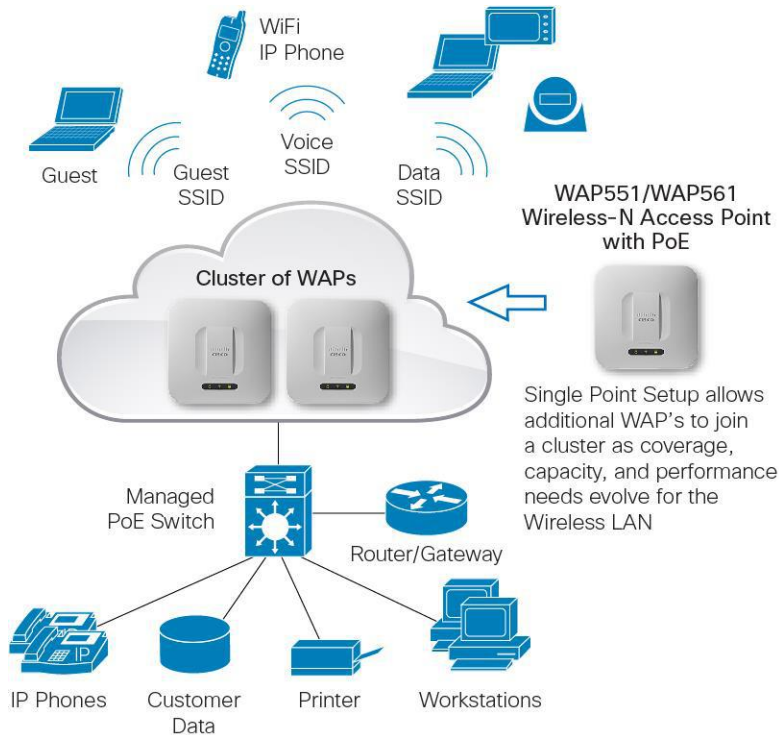 WiFi
IP Phone
Guest
Guest
SSID
Voice
SSID
Data
SSID
WAP551/WAP561
Wireless-N Access Point
with PoE
Cluster of WAPs
Single Point Setup allows
additional WAP's to join
a cluster as coverage,
capacity, and performance
needs evolve for the
Wireless LAN
Managed
PoE Switch
Router/Gateway
IP
IP Phones
Customer
Data
Printer
Workstations